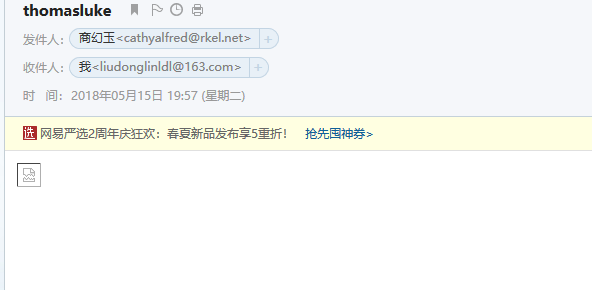 thomasluke
发件人： 商幻玉<cathyalfred@rkel.net> +
收件人： 我<liudonglinldl@163.com> +
时 间： 2018年05月15日 19:57 (星期二)
选 网易严选2周年庆狂欢：春夏新品发布享5重折！ 抢先囤神券>